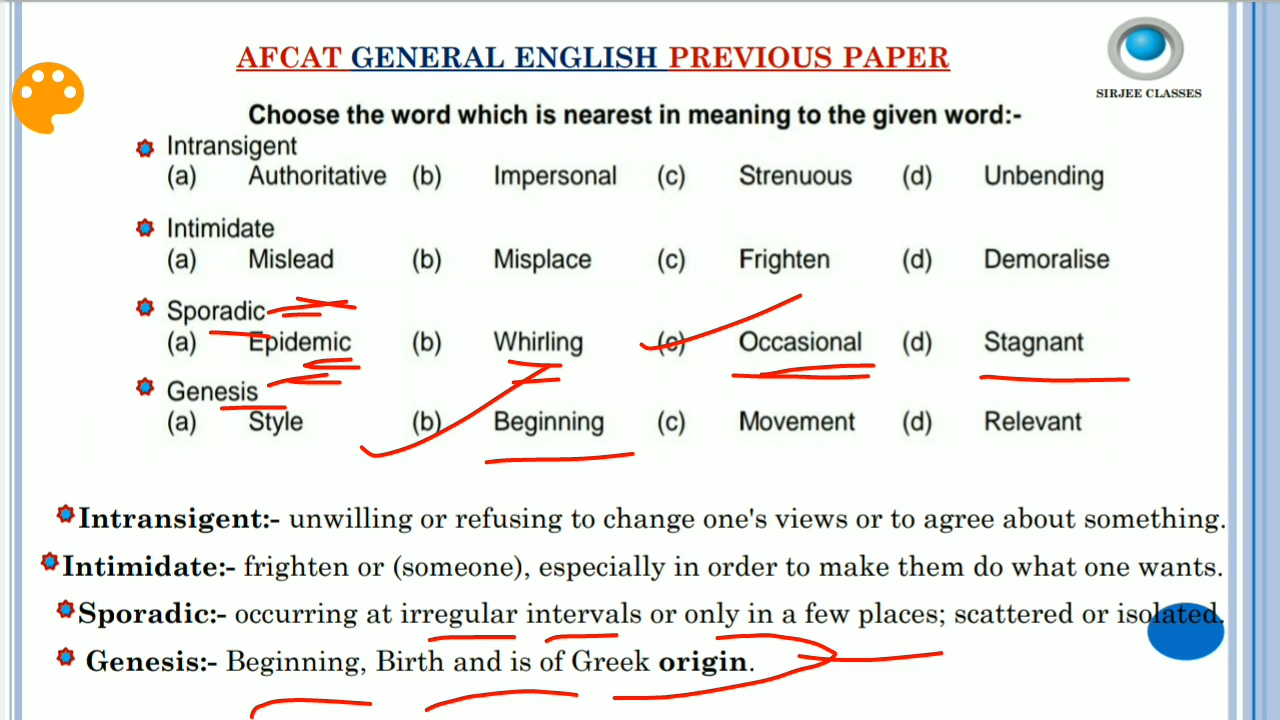 AFCAT GENERAL ENGLISH PREVIOUS PAPER
SIRJEE CLASSES
Choose the word which is nearest in meaning to the given word:-
Intransigent
(a) Authoritative (b) Impersonal (c) Strenuous (d) Unbending
Intimidate
(a) Mislead (b) Misplace (c) Frighten (d) Demoralise
Sporadic
(a) Epidemic (b) Whirling (c) Occasional (d) Stagnant
Genesis
(a) Style (b) Beginning (c) Movement (d) Relevant
Intransigent:- unwilling or refusing to change one's views or to agree about something.
Intimidate:- frighten or (someone), especially in order to make them do what one wants.
Sporadic:- occurring at irregular intervals or only in a few places; scattered or isolated.
Genesis:- Beginning, Birth and is of Greek origin.